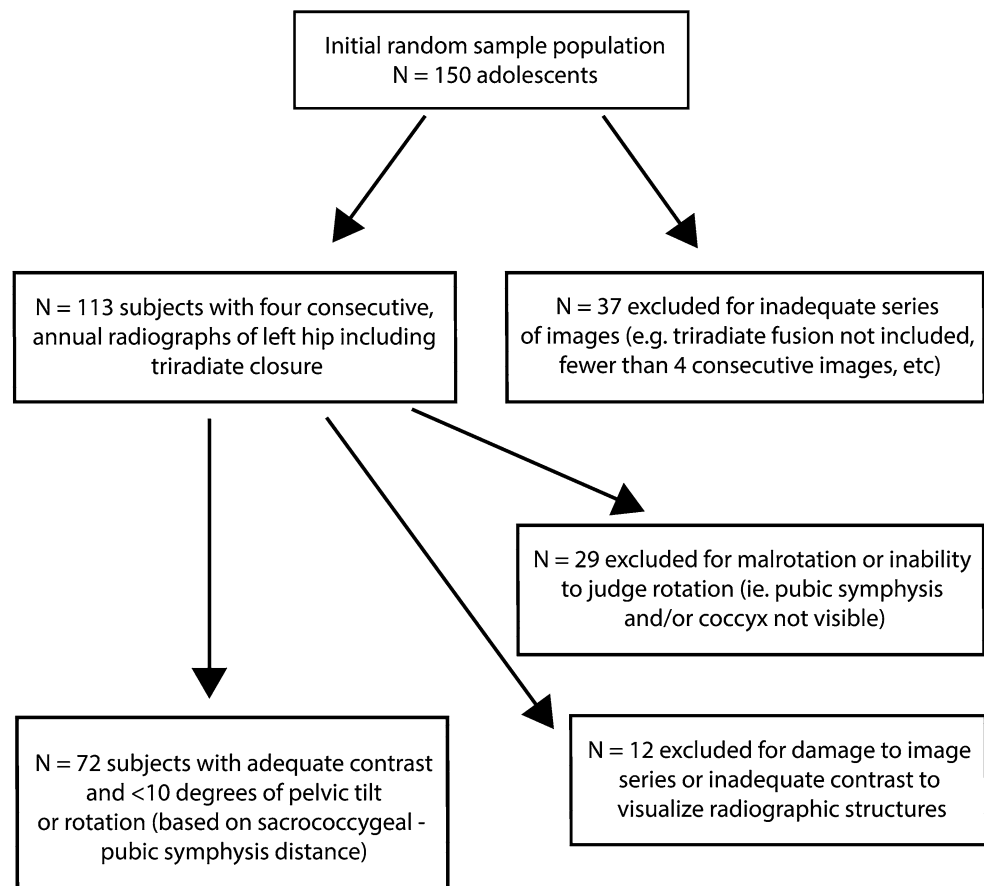 Initial random sample population
N = 150 adolescents
N = 113 subjects with four consecutive,
annual radiographs of left hip including
triradiate closure
N = 37 excluded for inadequate series
of images (e.g. triradiate fusion not included,
fewer than 4 consecutive images, etc)
N = 29 excluded for malrotation or inability
to judge rotation (ie. pubic symphysis
and/or coccyx not visible)
N = 72 subjects with adequate contrast
and <10 degrees of pelvic tilt
or rotation (based on sacrococcygeal -
pubic symphysis distance)
N = 12 excluded for damage to image
series or inadequate contrast to
visualize radiographic structures